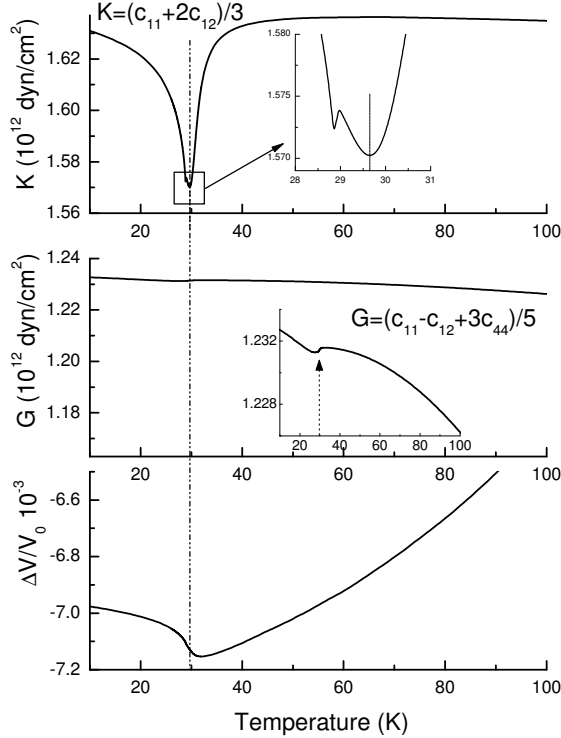 K=(c11+2c12)/3
K (10^12 dyn/cm^2)
1.62
1.60
1.58
1.56
1.580
1.575
1.570
28 29 30 31
20 40 60 80 100
G (10^12 dyn/cm^2)
1.24
1.22
1.20
1.18
G=(c11-c12+3c44)/5
1.232
1.228
20 40 60 80 100
20 40 60 80 100
ΔV/V0 10^-3
-6.6
-6.8
-7.0
-7.2
20 40 60 80 100
Temperature (K)